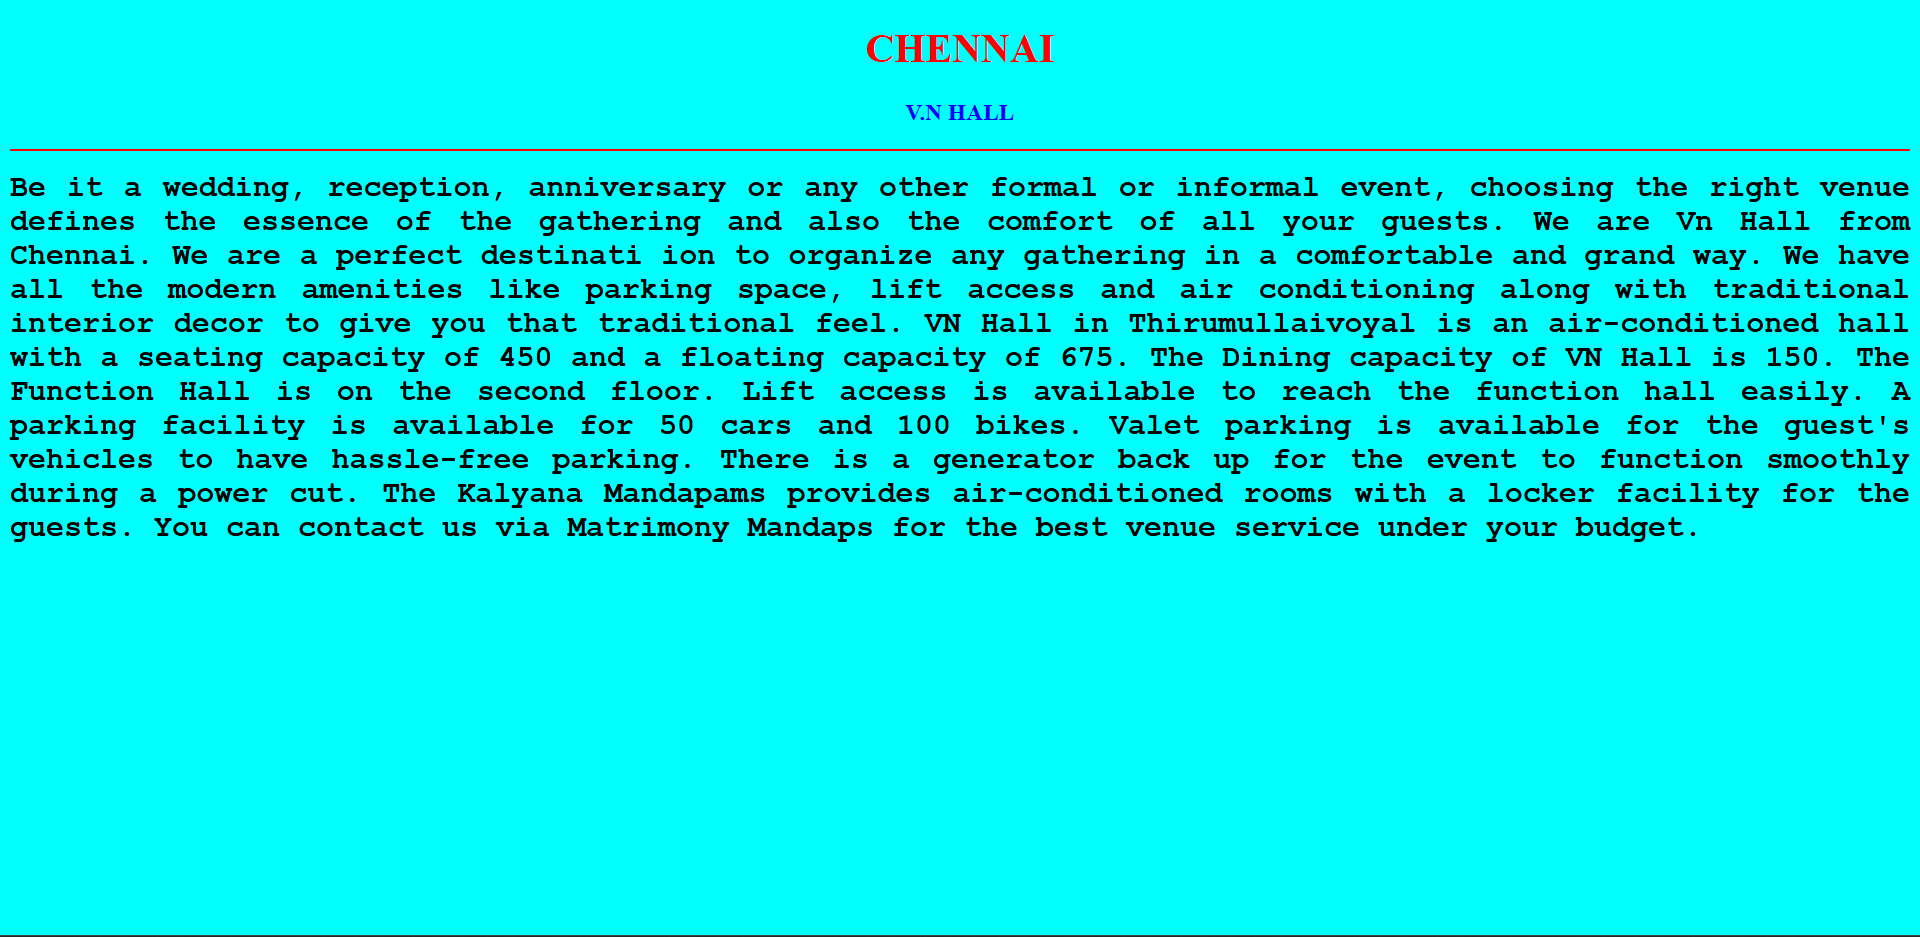 CHENNAI
V.N HALL
Be it a wedding, reception, anniversary or any other formal or informal event, choosing the right venue
defines the essence of the gathering and also the comfort of all your guests. We are Vn Hall from
Chennai. We are a perfect destinati ion to organize any gathering in a comfortable and grand way. We have
all the modern amenities like parking space, lift access and air conditioning along with traditional
interior decor to give you that traditional feel. VN Hall in Thirumullaivoyal is an air-conditioned hall
with a seating capacity of 450 and a floating capacity of 675. The Dining capacity of VN Hall is 150. The
Function Hall is on the second floor. Lift access is available to reach the function hall easily. A
parking facility is available for 50 cars and 100 bikes. Valet parking is available for the guest's
vehicles to have hassle-free parking. There is a generator back up for the event to function smoothly
during a power cut. The Kalyana Mandapams provides air-conditioned rooms with a locker facility for the
guests. You can contact us via Matrimony Mandaps for the best venue service under your budget.